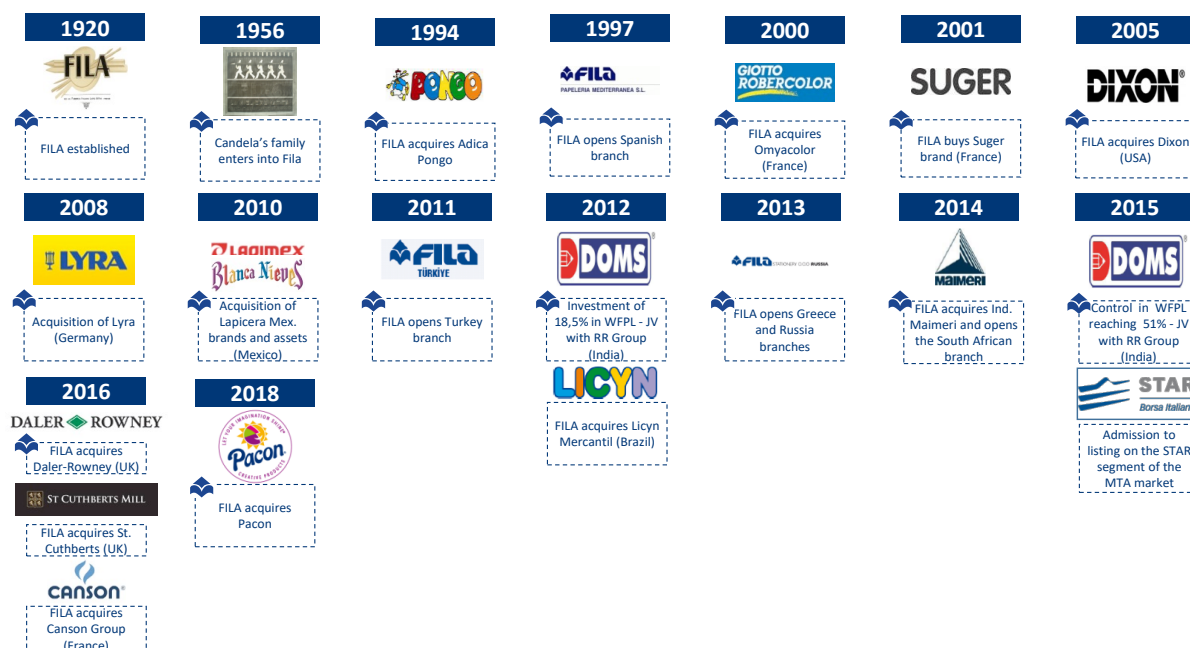 1920
1956
1994
1997
2000
2001
2005
FILA
PONGO
FILA
PAPELERIA MEDITERRANEA S.L.
GIOTTO
ROBERCOLOR
SUGER
DIXON®
FILA established
Candela's family
enters into Fila
FILA acquires Adica
Pongo
FILA opens Spanish
branch
FILA acquires
Omyacolor
(France)
FILA buys Suger
brand (France)
FILA acquires Dixon
(USA)
2008
2010
2011
2012
2013
2014
2015
LYRA
LAPIMEX
Blanca Nieves
FILA
TÜRKİYE
DOMS®
FILA STATIONERY O.O.O. RUSSIA
MAIMERI
DOMS®
Acquisition of Lyra
(Germany)
Acquisition of
Lapicera Mex.
brands and assets
(Mexico)
FILA opens Turkey
branch
Investment of
18,5% in WFPL - JV
with RR Group
(India)
FILA opens Greece
and Russia
branches
FILA acquires Ind.
Maimeri and opens
the South African
branch
Control in WFPL
reaching 51% - JV
with RR Group
(India)
LICYN
FILA acquires Licyn
Mercantil (Brazil)
STAR
Borsa Italian
Admission to
listing on the STAR
segment of the
MTA market
2016
2018
DALER ROWNEY
FILA acquires
Daler-Rowney (UK)
ST CUTHBERTS MILL
FILA acquires St.
Cuthberts (UK)
CANSON®
FILA acquires
Canson Group
(France)
LET YOUR IMAGINATION SHINE
Pacon
CREATIVE PRODUCTS
FILA acquires
Pacon